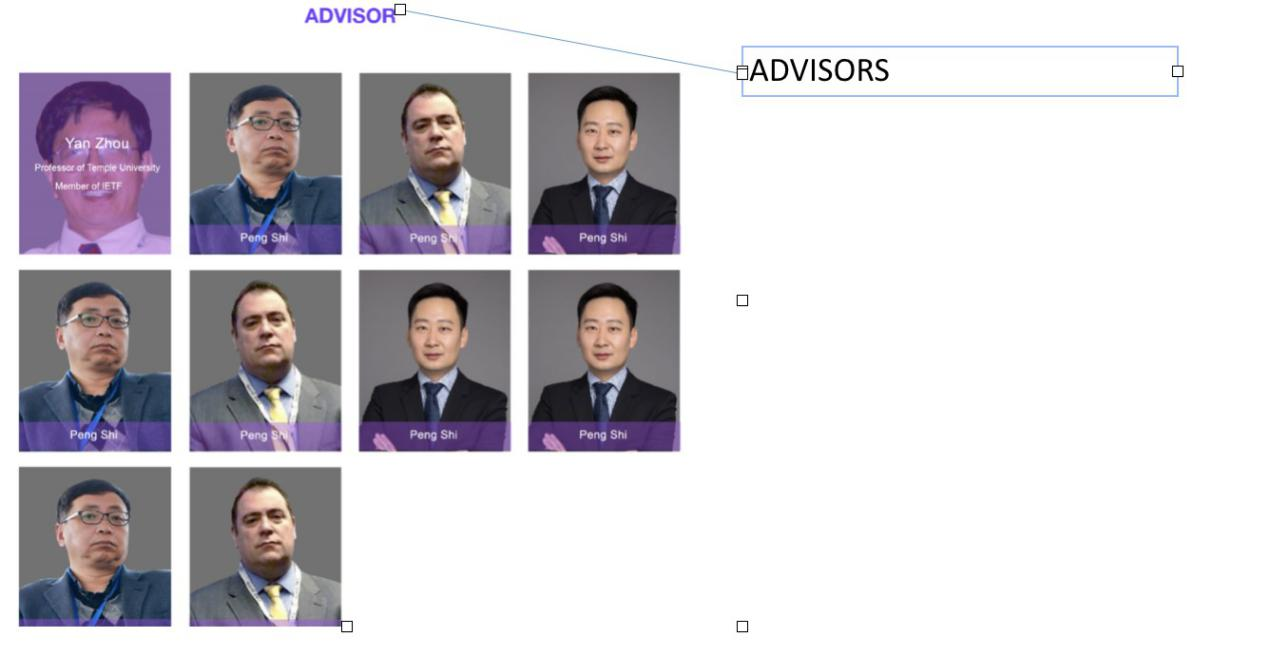 ADVISOR
ADVISORS
Yan Zhou
Professor of Temple University
Member of IETF
Peng Shi
Peng Shi
Peng Shi
Peng Shi
Peng Shi
Peng Shi
Peng Shi